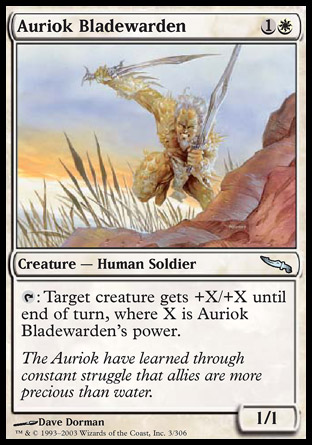 Auriok Bladewarden 1
Creature — Human Soldier
: Target creature gets +X/+X until
end of turn, where X is Auriok
Bladewarden's power.
The Auriok have learned through
constant struggle that allies are more
precious than water.
Dave Dorman
™ & © 1993–2003 Wizards of the Coast, Inc. 3/306
1/1